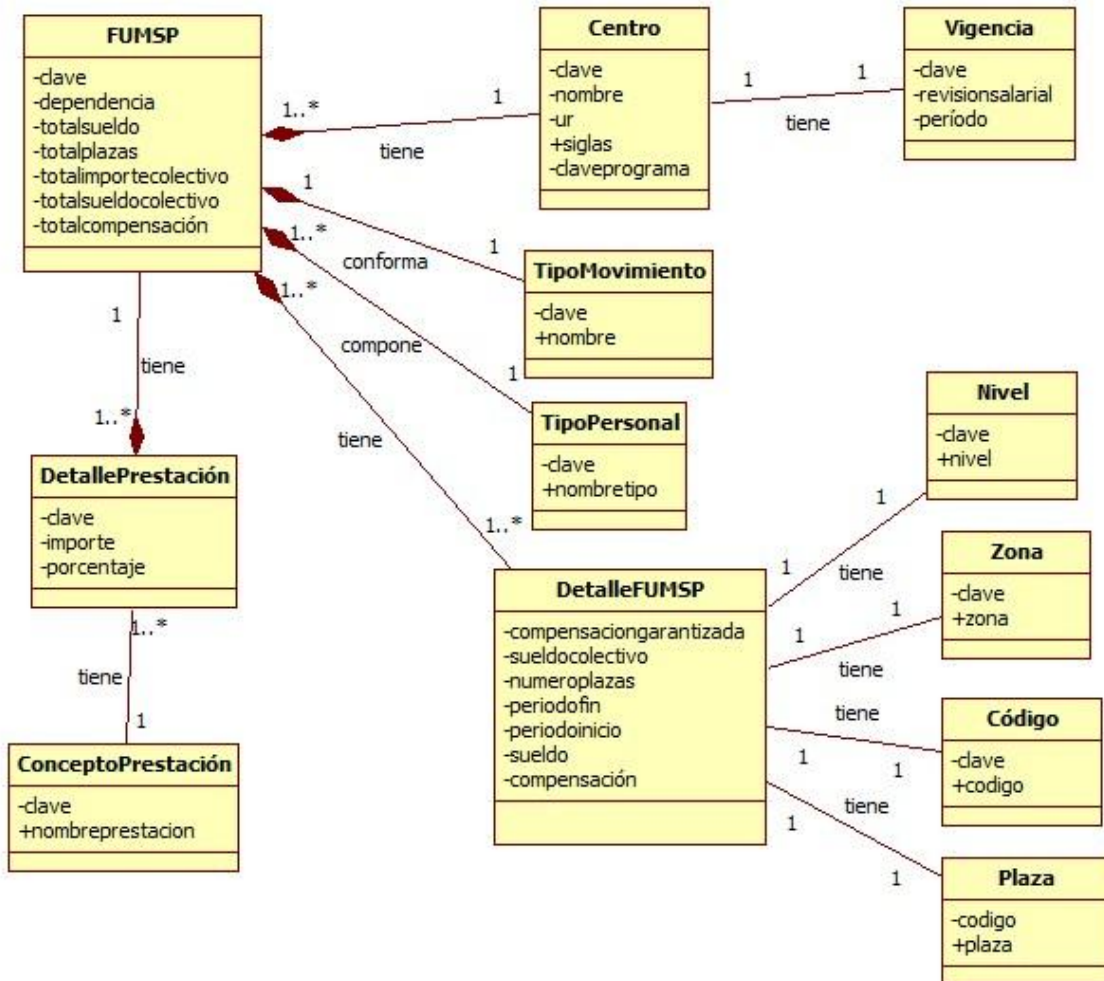 FUMSP
-clave
-dependencia
-totalsueldo
-totalplazas
-totalimportecolectivo
-totalsueldocolectivo
-totalcompensación
1..*
1
tiene
Centro
-clave
-nombre
-ur
+siglas
-claveprograma
1
1
tiene
Vigencia
-clave
-revisionsalarial
-período
1
1
conforma
TipoMovimiento
-clave
+nombre
1..*
1
compone
TipoPersonal
-clave
+nombretipo
1..*
1..*
tiene
1
1..*
tiene
DetallePrestación
-clave
-importe
-porcentaje
1..*
1
tiene
ConceptoPrestación
-clave
+nombreprestacion
DetalleFUMSP
-compensaciongarantizada
-sueldocolectivo
-numeroplazas
-periodofin
-periodoinicio
-sueldo
-compensación
1
1
tiene
Nivel
-clave
+nivel
1
1
tiene
Zona
-clave
+zona
1
1
tiene
Código
-clave
+codigo
1
1
tiene
Plaza
-codigo
+plaza